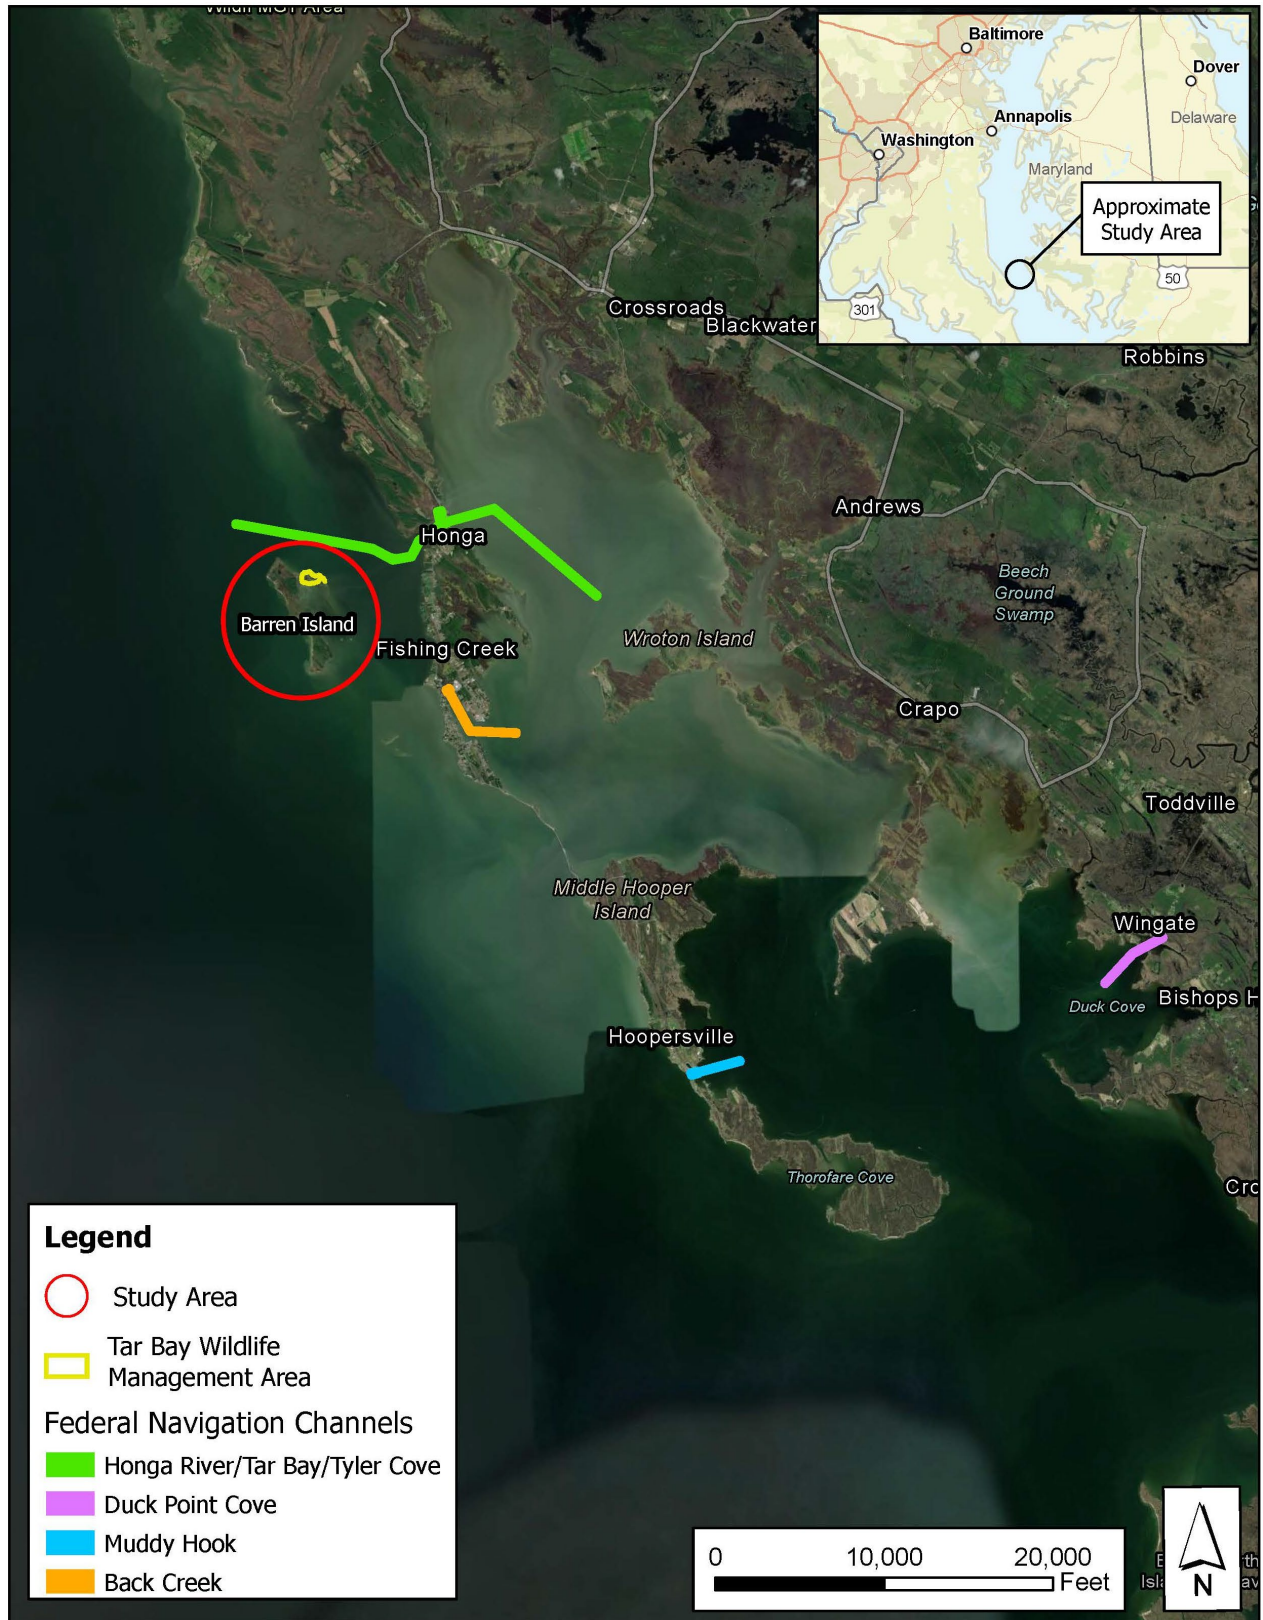 Baltimore
Dover
Annapolis
Delaware
Washington
Maryland
Approximate
Study Area
50
301
Crossroads
Blackwater
Robbins
Andrews
Honga
Beech
Ground
Swamp
Barren Island
Wroton Island
Fishing Creek
Crapo
Toddville
Middle Hooper
Island
Wingate
Duck Cove
Bishops H
Hoopersville
Thorofare Cove
Cro
Legend
Study Area
Tar Bay Wildlife
Management Area
Federal Navigation Channels
Honga River/Tar Bay/Tyler Cove
Duck Point Cove
Muddy Hook
Back Creek
0 10,000 20,000
Feet
N